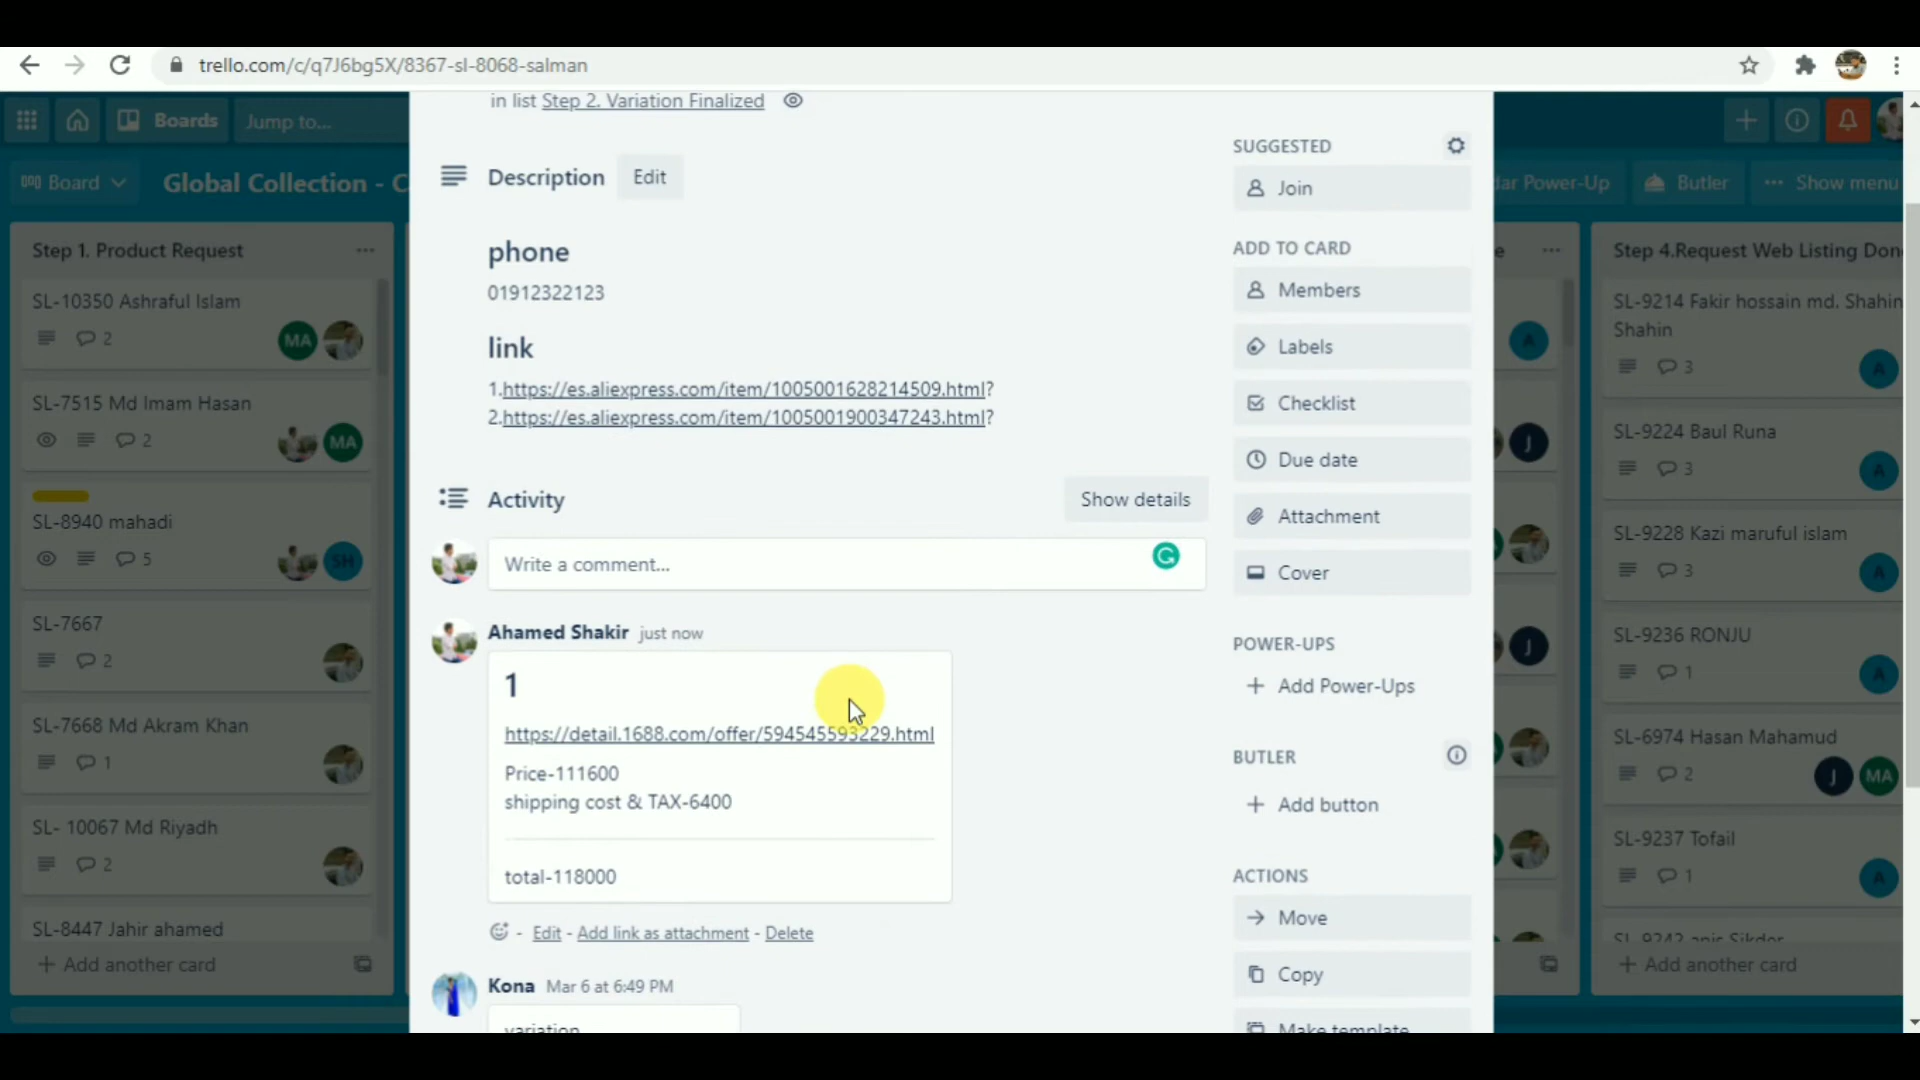 trello.com/c/q7J6bg5X/8367-sl-8068-salman
Boards
Jump to...
Board
Global Collection - C
Power-Up
Butler
Show menu
in list Step 2. Variation Finalized
Description
Edit
phone
01912322123
link
1.https://es.aliexpress.com/item/1005001628214509.html?
2.https://es.aliexpress.com/item/1005001900347243.html?
Activity
Show details
Write a comment...
Ahamed Shakir just now
1
https://detail.1688.com/offer/594545593229.html
Price-111600
shipping cost & TAX-6400
total-118000
- Edit - Add link as attachment - Delete
Kona Mar 6 at 6:49 PM
variation
SUGGESTED
Join
ADD TO CARD
Members
Labels
Checklist
Due date
Attachment
Cover
POWER-UPS
+ Add Power-Ups
BUTLER
+ Add button
ACTIONS
Move
Copy
Make template
Step 1. Product Request
SL-10350 Ashraful Islam
2
MA
SL-7515 Md Imam Hasan
2
MA
SL-8940 mahadi
5
SH
SL-7667
2
SL-7668 Md Akram Khan
1
SL- 10067 Md Riyadh
2
SL-8447 Jahir ahamed
+ Add another card
A
J
J
Step 4.Request Web Listing Don
SL-9214 Fakir hossain md. Shahin
Shahin
3
A
SL-9224 Baul Runa
3
A
SL-9228 Kazi maruful islam
3
A
SL-9236 RONJU
1
A
SL-6974 Hasan Mahamud
2
J
MA
SL-9237 Tofail
1
A
SL-9242 anis Sikder
+ Add another card